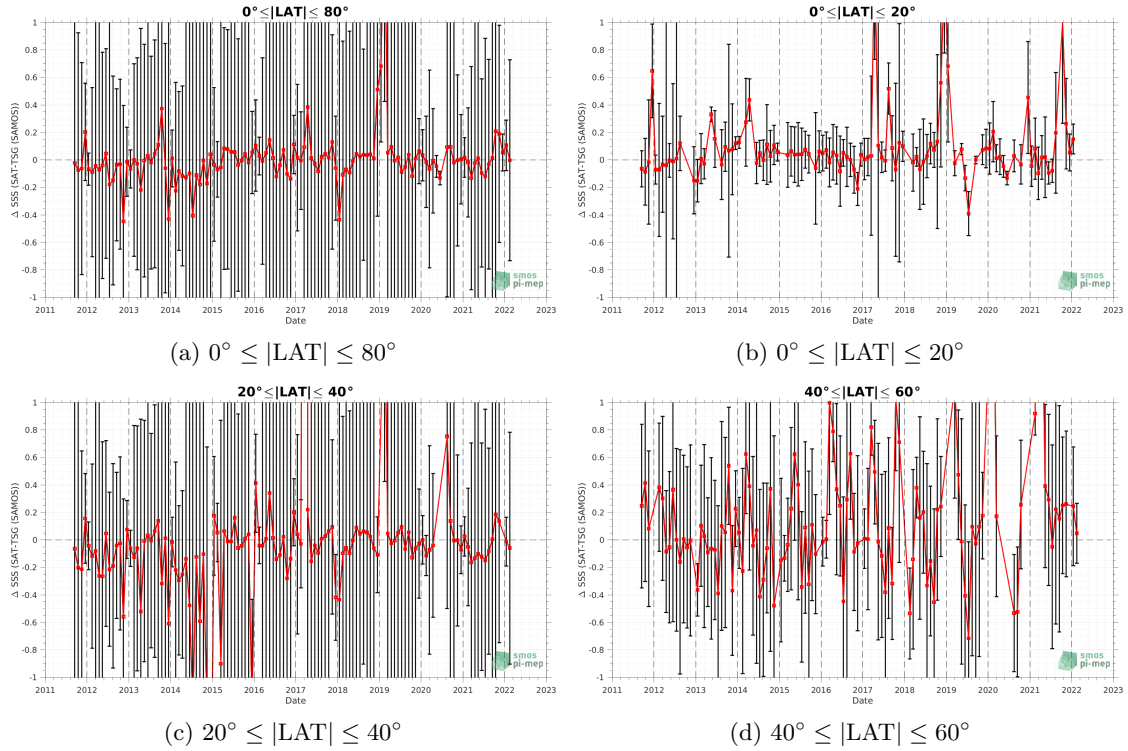 0°≤|LAT|≤ 80°
Δ SSS (SAT-TSG (SAMOS))
1
0.8
0.6
0.4
0.2
0
-0.2
-0.4
-0.6
-0.8
-1
2011 2012 2013 2014 2015 2016 2017 2018 2019 2020 2021 2022 2023
Date
smos
pi-mep
(a) 0° ≤ |LAT| ≤ 80°
0°≤|LAT|≤ 20°
Δ SSS (SAT-TSG (SAMOS))
1
0.8
0.6
0.4
0.2
0
-0.2
-0.4
-0.6
-0.8
-1
2011 2012 2013 2014 2015 2016 2017 2018 2019 2020 2021 2022 2023
Date
smos
pi-mep
(b) 0° ≤ |LAT| ≤ 20°
20°≤|LAT|≤ 40°
Δ SSS (SAT-TSG (SAMOS))
1
0.8
0.6
0.4
0.2
0
-0.2
-0.4
-0.6
-0.8
-1
2011 2012 2013 2014 2015 2016 2017 2018 2019 2020 2021 2022 2023
Date
smos
pi-mep
(c) 20° ≤ |LAT| ≤ 40°
40°≤|LAT|≤ 60°
Δ SSS (SAT-TSG (SAMOS))
1
0.8
0.6
0.4
0.2
0
-0.2
-0.4
-0.6
-0.8
-1
2011 2012 2013 2014 2015 2016 2017 2018 2019 2020 2021 2022 2023
Date
smos
pi-mep
(d) 40° ≤ |LAT| ≤ 60°